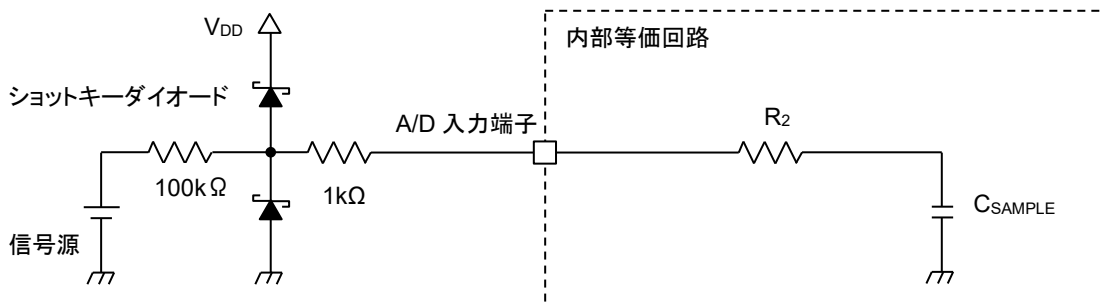 VDD
内部等価回路
ショットキーダイオード
A/D 入力端子
R2
100kΩ
1kΩ
CSAMPLE
信号源